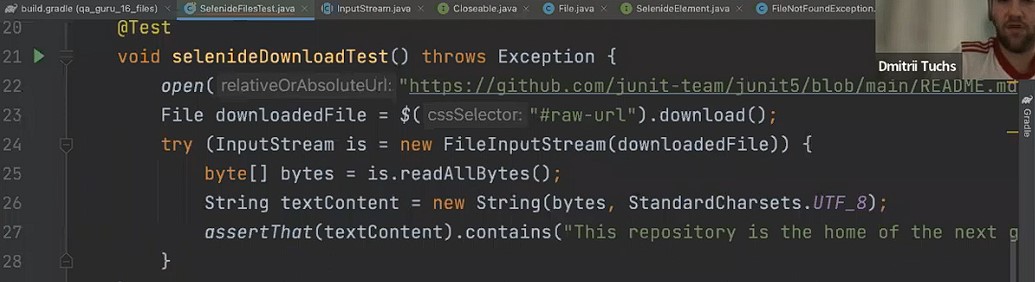 build.gradle (qa_guru_16_files) × SelenideFilesTest.java × InputStream.java × Closeable.java × File.java × SelenideElement.java × FileNotFoundException.
Dmitrii Tuchs
Gradle
20 @Test
21 void selenideDownloadTest() throws Exception {
22 open( relativeOrAbsoluteUrl: "https://github.com/junit-team/junit5/blob/main/README.md
23 File downloadedFile = $( cssSelector: "#raw-url").download();
24 try (InputStream is = new FileInputStream(downloadedFile)) {
25 byte[] bytes = is.readAllBytes();
26 String textContent = new String(bytes, StandardCharsets.UTF_8);
27 assertThat(textContent).contains("This repository is the home of the next g
28 }